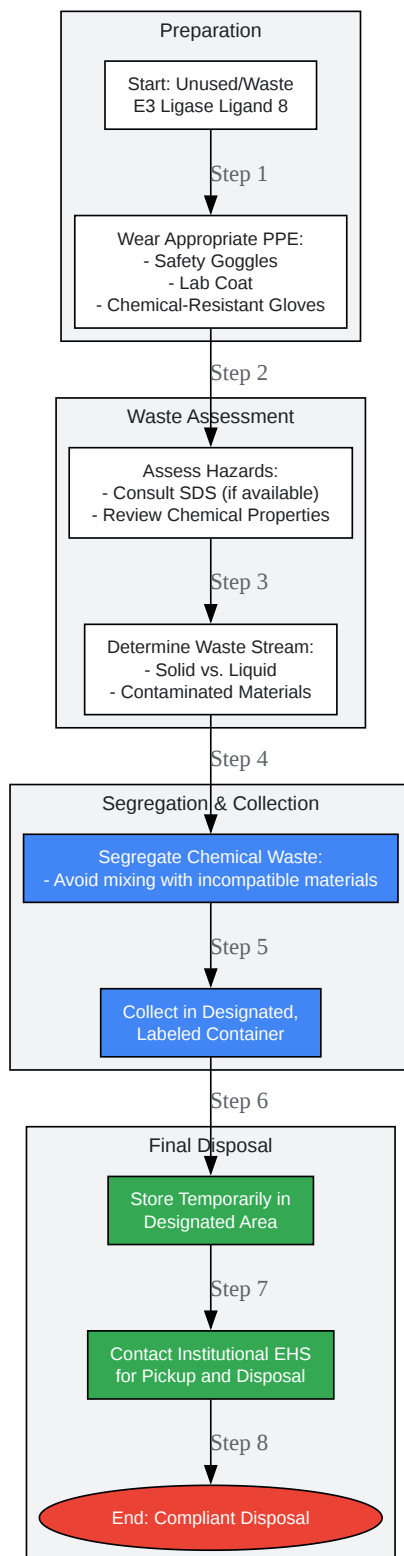 Preparation
Start: Unused/Waste
E3 Ligase Ligand 8
Step 1
Wear Appropriate PPE:
- Safety Goggles
- Lab Coat
- Chemical-Resistant Gloves
Step 2
Waste Assessment
Assess Hazards:
- Consult SDS (if available)
- Review Chemical Properties
Step 3
Determine Waste Stream:
- Solid vs. Liquid
- Contaminated Materials
Step 4
Segregation & Collection
Segregate Chemical Waste:
- Avoid mixing with incompatible materials
Step 5
Collect in Designated,
Labeled Container
Step 6
Final Disposal
Store Temporarily in
Designated Area
Step 7
Contact Institutional EHS
for Pickup and Disposal
Step 8
End: Compliant Disposal